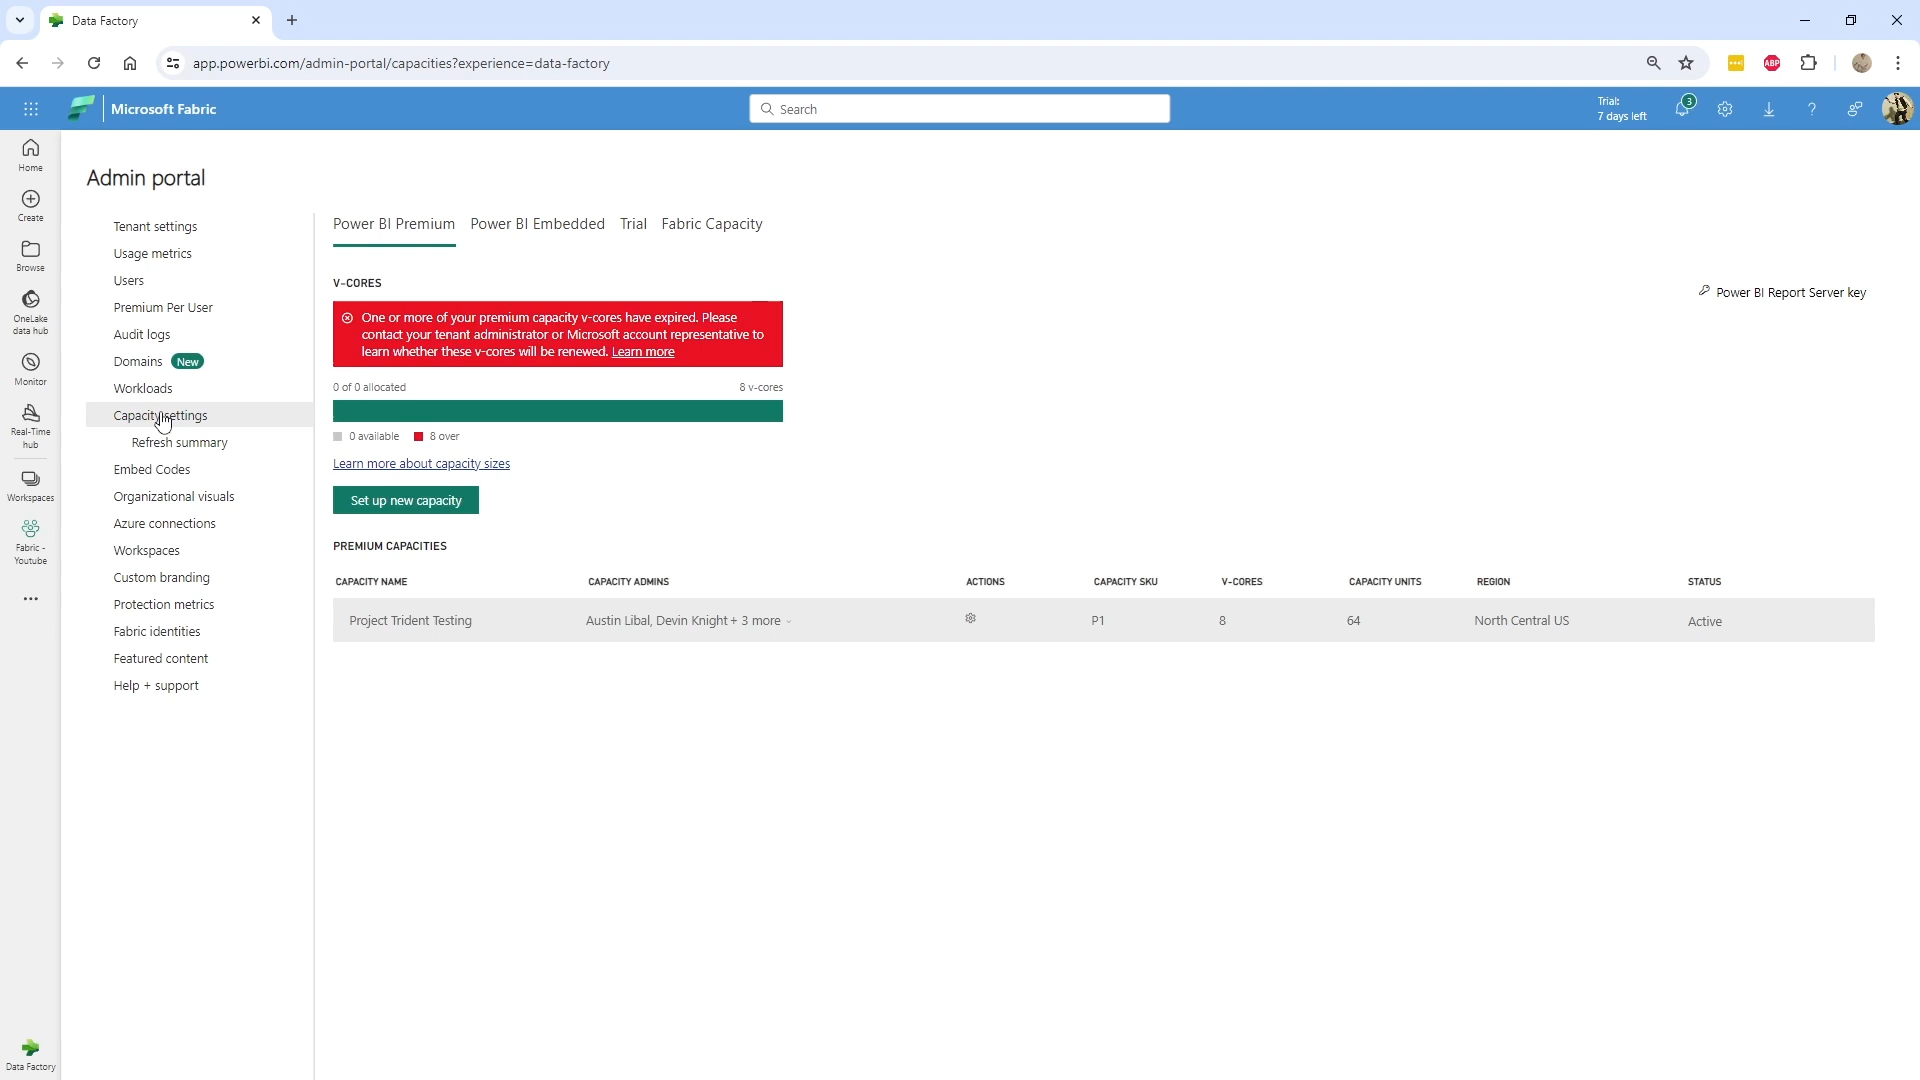 Data Factory
app.powerbi.com/admin-portal/capacities?experience=data-factory
ABP
Microsoft Fabric
Search
Trial:
7 days left
3
Home
Create
Browse
OneLake
data hub
Monitor
Real-Time
hub
Workspaces
Fabric -
Youtube
Data Factory
Admin portal
Tenant settings
Usage metrics
Users
Premium Per User
Audit logs
Domains New
Workloads
Capacity settings
Refresh summary
Embed Codes
Organizational visuals
Azure connections
Workspaces
Custom branding
Protection metrics
Fabric identities
Featured content
Help + support
Power BI Premium Power BI Embedded Trial Fabric Capacity
V-CORES
Power BI Report Server key
One or more of your premium capacity v-cores have expired. Please
contact your tenant administrator or Microsoft account representative to
learn whether these v-cores will be renewed. Learn more
0 of 0 allocated 8 v-cores
0 available 8 over
Learn more about capacity sizes
Set up new capacity
PREMIUM CAPACITIES
CAPACITY NAME CAPACITY ADMINS ACTIONS CAPACITY SKU V-CORES CAPACITY UNITS REGION STATUS
Project Trident Testing Austin Libal, Devin Knight + 3 more P1 8 64 North Central US Active